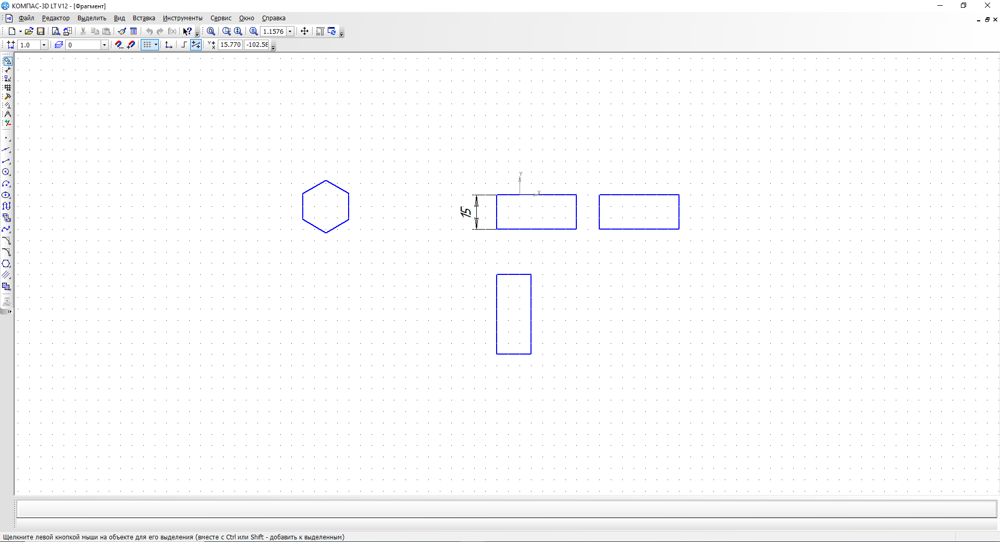 КОМПАС-3D LT V12 - [Фрагмент]
Файл Редактор Выделить Вид Вставка Инструменты Сервис Окно Справка
f(x) 1.1576
1.0 0 15.770 -102.58
Y
X
15
Щелкните левой кнопкой мыши на объекте для его выделения (вместе с Ctrl или Shift - добавить к выделенным)